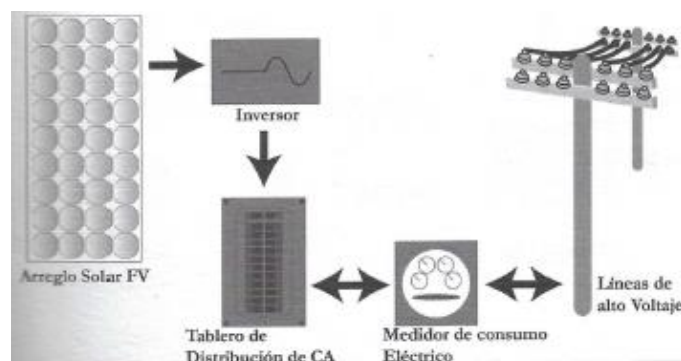 Inversor
Arreglo Solar FV
Líneas de
alto Voltaje
Tablero de
Distribución de CA
Medidor de consumo
Eléctrico